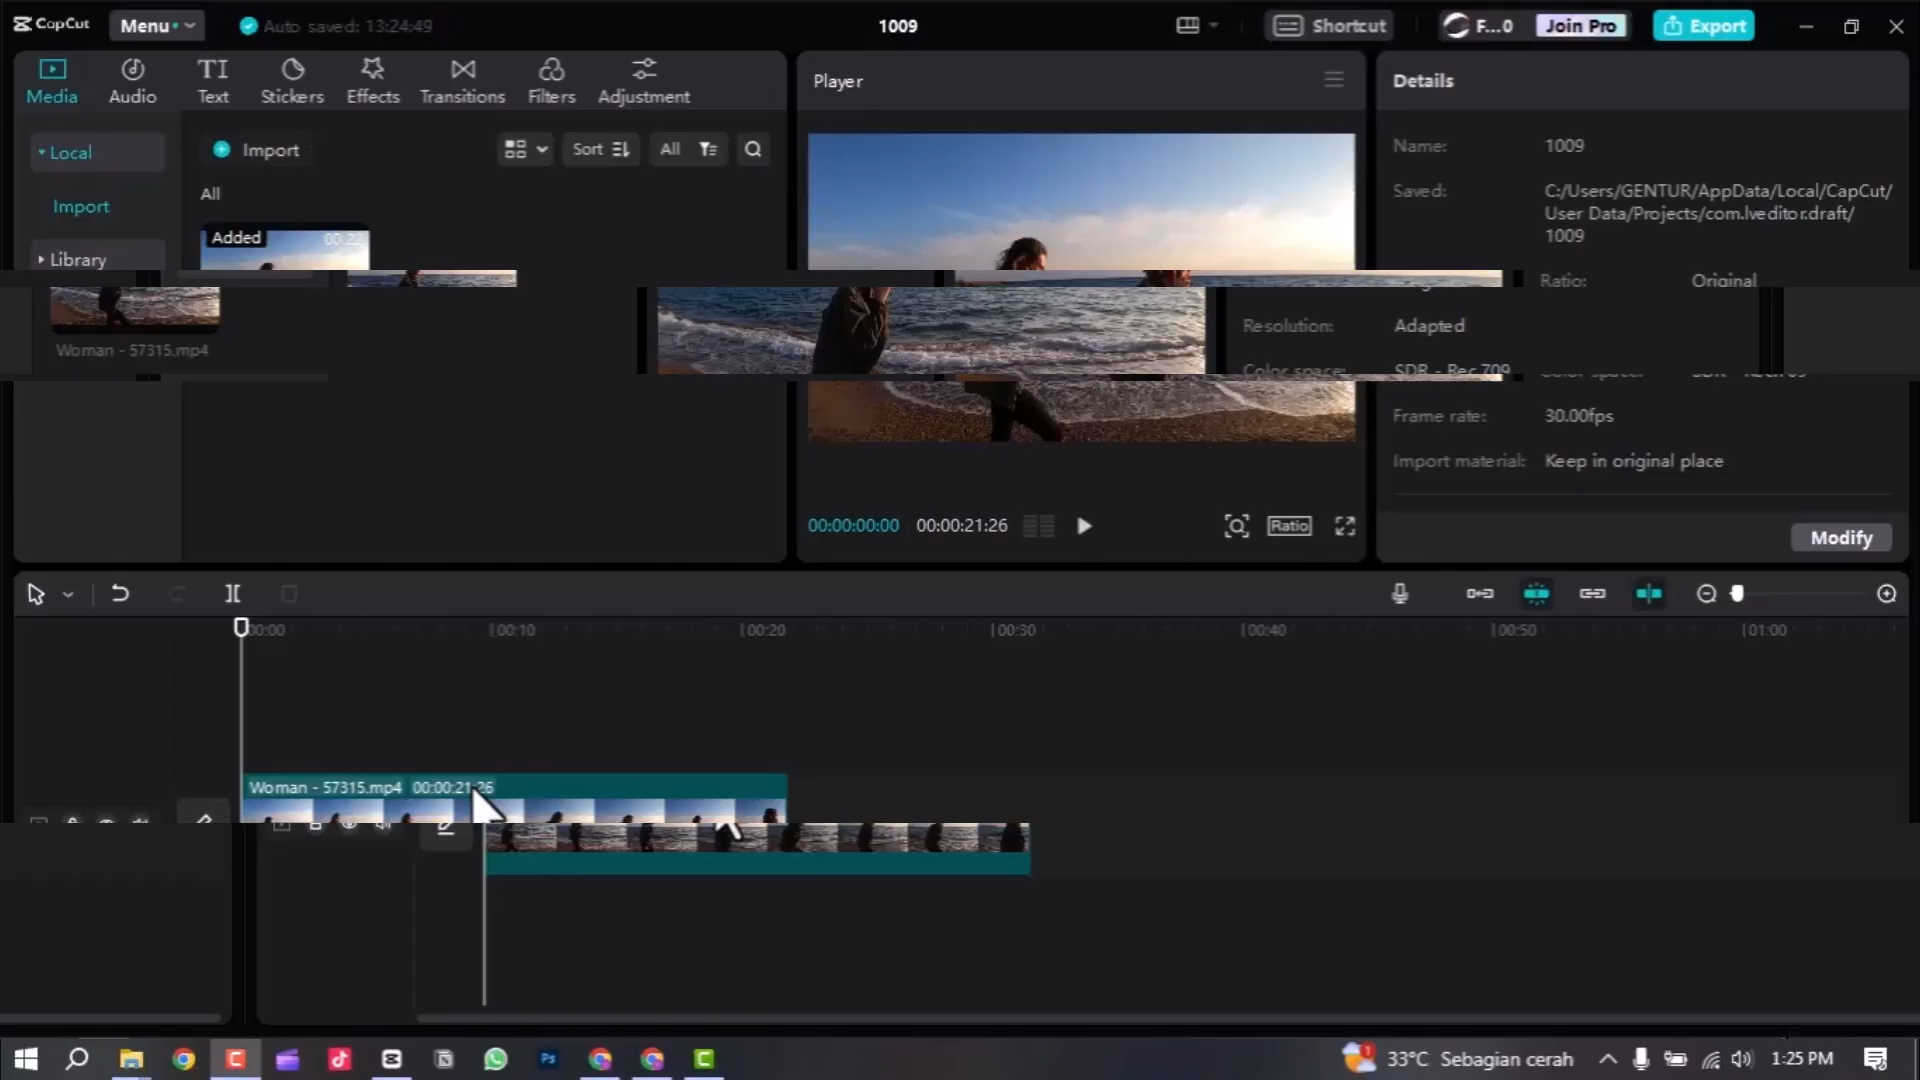 CapCut Menu Auto saved: 13:24:49 1009 Shortcut F...0 Join Pro Export
Media Audio Text Stickers Effects Transitions Filters Adjustment
Player
Details
Local
Import
Library
Import Sort All
All
Added 00:22
Woman - 57315.mp4
Name: 1009
Saved: C:/Users/GENTUR/AppData/Local/CapCut/
User Data/Projects/com.lveditor.draft/
1009
Ratio: Original
Resolution: Adapted
Color space: SDR - Rec.709
Frame rate: 30.00fps
Import material: Keep in original place
00:00:00:00 00:00:21:26 Ratio
Modify
00:00 00:10 00:20 00:30 00:40 00:50 01:00
Woman - 57315.mp4 00:00:21:26
Ps
33°C Sebagian cerah 1:25 PM